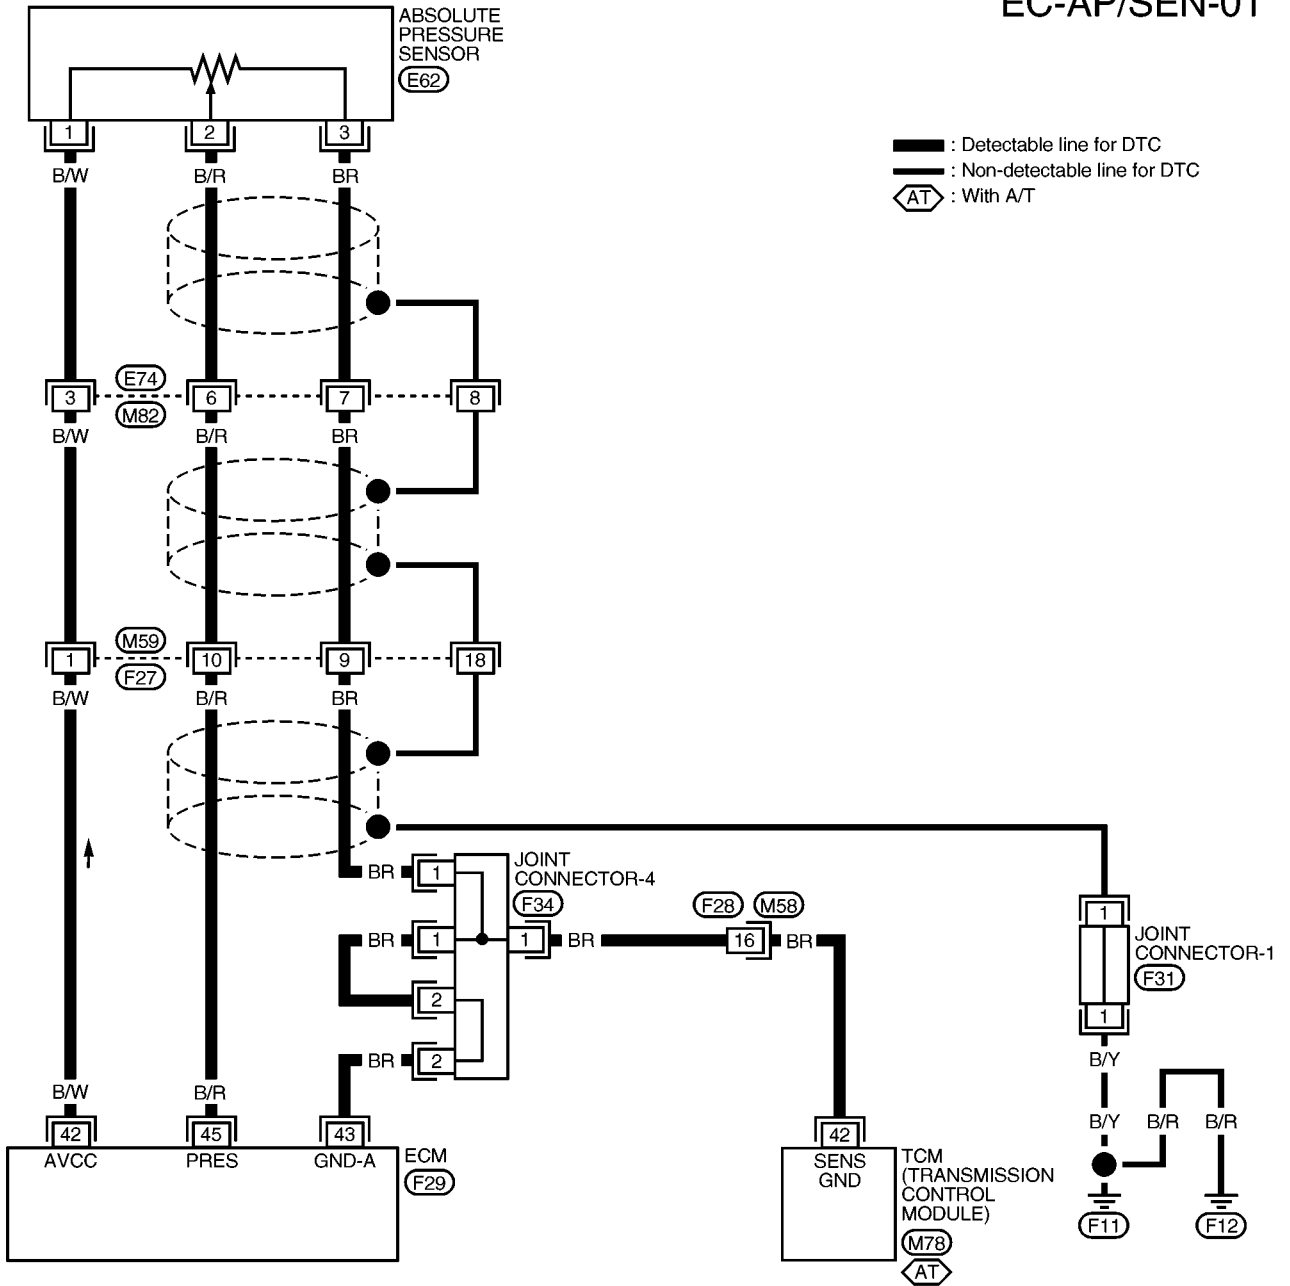 EC-AP/SEN-01
ABSOLUTE
PRESSURE
SENSOR
E62
1 2 3
B/W B/R BR
: Detectable line for DTC
: Non-detectable line for DTC
AT : With A/T
E74
3 6 7 8
M82
B/W B/R BR
M59
1 10 9 18
F27
B/W B/R BR
JOINT
CONNECTOR-4
F34
BR 1
BR 1
1 BR
F28 M58
16 BR
2
BR 2
1
JOINT
CONNECTOR-1
F31
1
B/Y
B/Y B/R B/R
F11 F12
B/W B/R
42 45 43
AVCC PRES GND-A
ECM
F29
42
SENS
GND
TCM
(TRANSMISSION
CONTROL
MODULE)
M78
AT